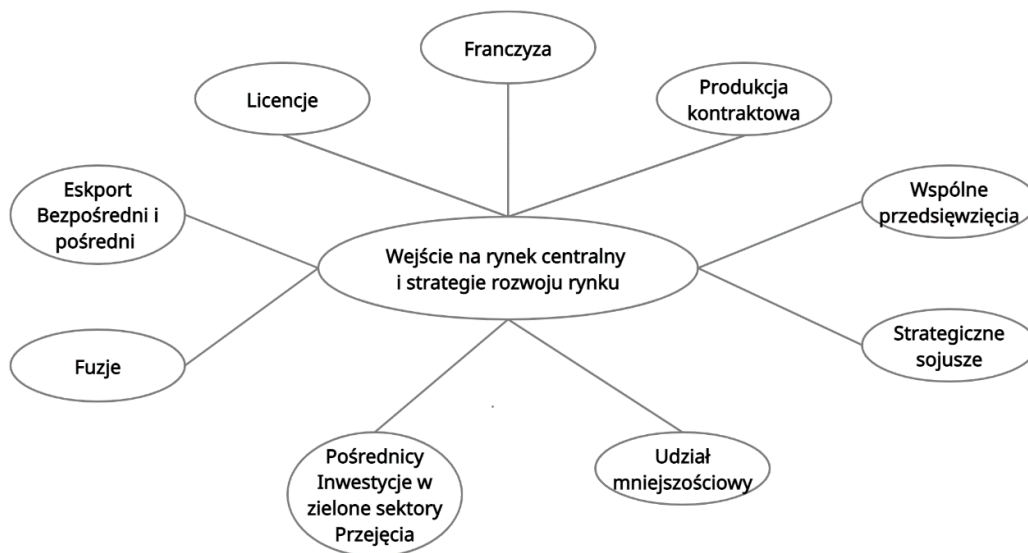 Franczyza
Licencje
Produkcja
kontraktowa
Eskport
Bezpośredni i
pośredni
Wspólne
przedsięwzięcia
Wejście na rynek centralny
i strategie rozwoju rynku
Fuzje
Strategiczne
sojusze
Pośrednicy
Inwestycje w
zielone sektory
Przejęcia
Udział
mniejszościowy